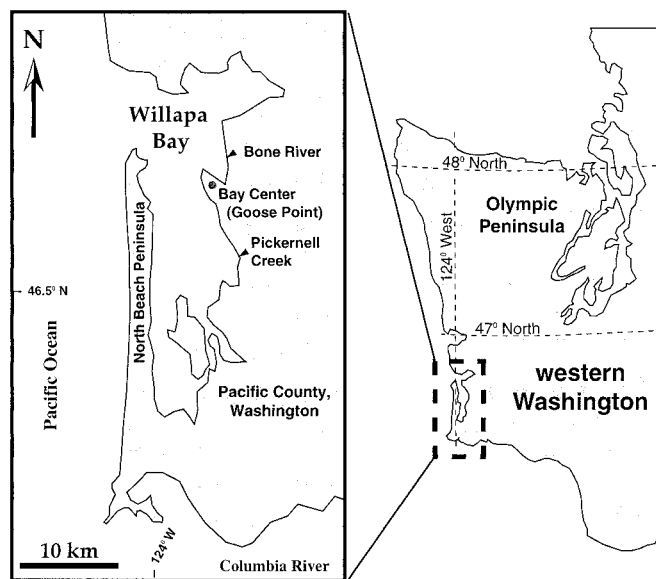 N
Willapa
Bay
Bone River
Bay Center
(Goose Point)
Pickernell
Creek
North Beach Peninsula
46.5° N
Pacific Ocean
Pacific County,
Washington
10 km
124° W
Columbia River
48° North
Olympic
Peninsula
124° West
47° North
western
Washington